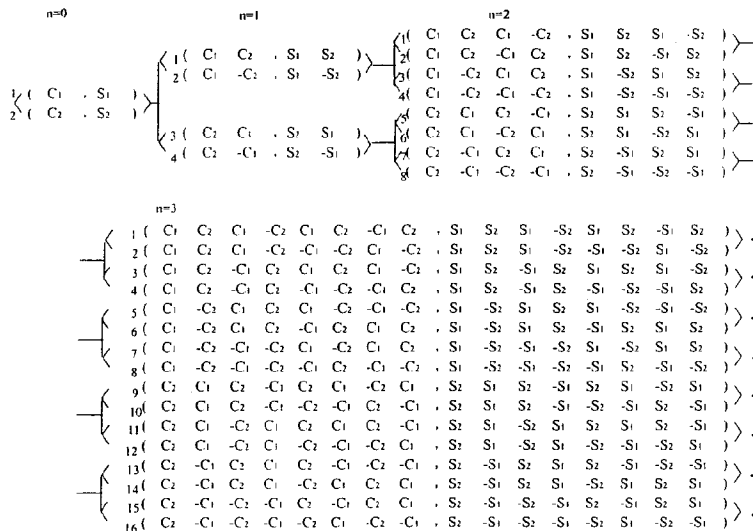 n=0 n=1 n=2
1 ( C1 , S1 )
2 ( C2 , S2 )
1 ( C1 C2 , S1 S2 )
2 ( C1 -C2 , S1 -S2 )
3 ( C2 C1 , S2 S1 )
4 ( C2 -C1 , S2 -S1 )
1 ( C1 C2 C1 -C2 , S1 S2 S1 -S2 )
2 ( C1 C2 -C1 C2 , S1 S2 -S1 S2 )
3 ( C1 -C2 C1 C2 , S1 -S2 S1 S2 )
4 ( C1 -C2 -C1 -C2 , S1 -S2 -S1 -S2 )
5 ( C2 C1 C2 -C1 , S2 S1 S2 -S1 )
6 ( C2 C1 -C2 C1 , S2 S1 -S2 S1 )
7 ( C2 -C1 C2 C1 , S2 -S1 S2 S1 )
8 ( C2 -C1 -C2 -C1 , S2 -S1 -S2 -S1 )
n=3
1 ( C1 C2 C1 -C2 C1 C2 -C1 C2 , S1 S2 S1 -S2 S1 S2 -S1 S2 )
2 ( C1 C2 C1 -C2 -C1 -C2 C1 -C2 , S1 S2 S1 -S2 -S1 -S2 S1 -S2 )
3 ( C1 C2 -C1 C2 C1 C2 C1 -C2 , S1 S2 -S1 S2 S1 S2 S1 -S2 )
4 ( C1 C2 -C1 C2 -C1 -C2 -C1 C2 , S1 S2 -S1 S2 -S1 -S2 -S1 S2 )
5 ( C1 -C2 C1 C2 C1 -C2 -C1 -C2 , S1 -S2 S1 S2 S1 -S2 -S1 -S2 )
6 ( C1 -C2 C1 C2 -C1 C2 C1 C2 , S1 -S2 S1 S2 -S1 S2 S1 S2 )
7 ( C1 -C2 -C1 -C2 C1 -C2 C1 C2 , S1 -S2 -S1 -S2 S1 -S2 S1 S2 )
8 ( C1 -C2 -C1 -C2 -C1 C2 -C1 -C2 , S1 -S2 -S1 -S2 -S1 S2 -S1 -S2 )
9 ( C2 C1 C2 -C1 C2 C1 -C2 C1 , S2 S1 S2 -S1 S2 S1 -S2 S1 )
10 ( C2 C1 C2 -C1 -C2 -C1 C2 -C1 , S2 S1 S2 -S1 -S2 -S1 S2 -S1 )
11 ( C2 C1 -C2 C1 C2 C1 C2 -C1 , S2 S1 -S2 S1 S2 S1 S2 -S1 )
12 ( C2 C1 -C2 C1 -C2 -C1 -C2 C1 , S2 S1 -S2 S1 -S2 -S1 -S2 S1 )
13 ( C2 -C1 C2 C1 C2 -C1 -C2 -C1 , S2 -S1 S2 S1 S2 -S1 -S2 -S1 )
14 ( C2 -C1 C2 C1 -C2 C1 C2 C1 , S2 -S1 S2 S1 -S2 S1 S2 S1 )
15 ( C2 -C1 -C2 -C1 C2 -C1 C2 C1 , S2 -S1 -S2 -S1 S2 -S1 S2 S1 )
16 ( C2 -C1 -C2 -C1 -C2 C1 -C2 -C1 , S2 -S1 -S2 -S1 -S2 S1 -S2 -S1 )